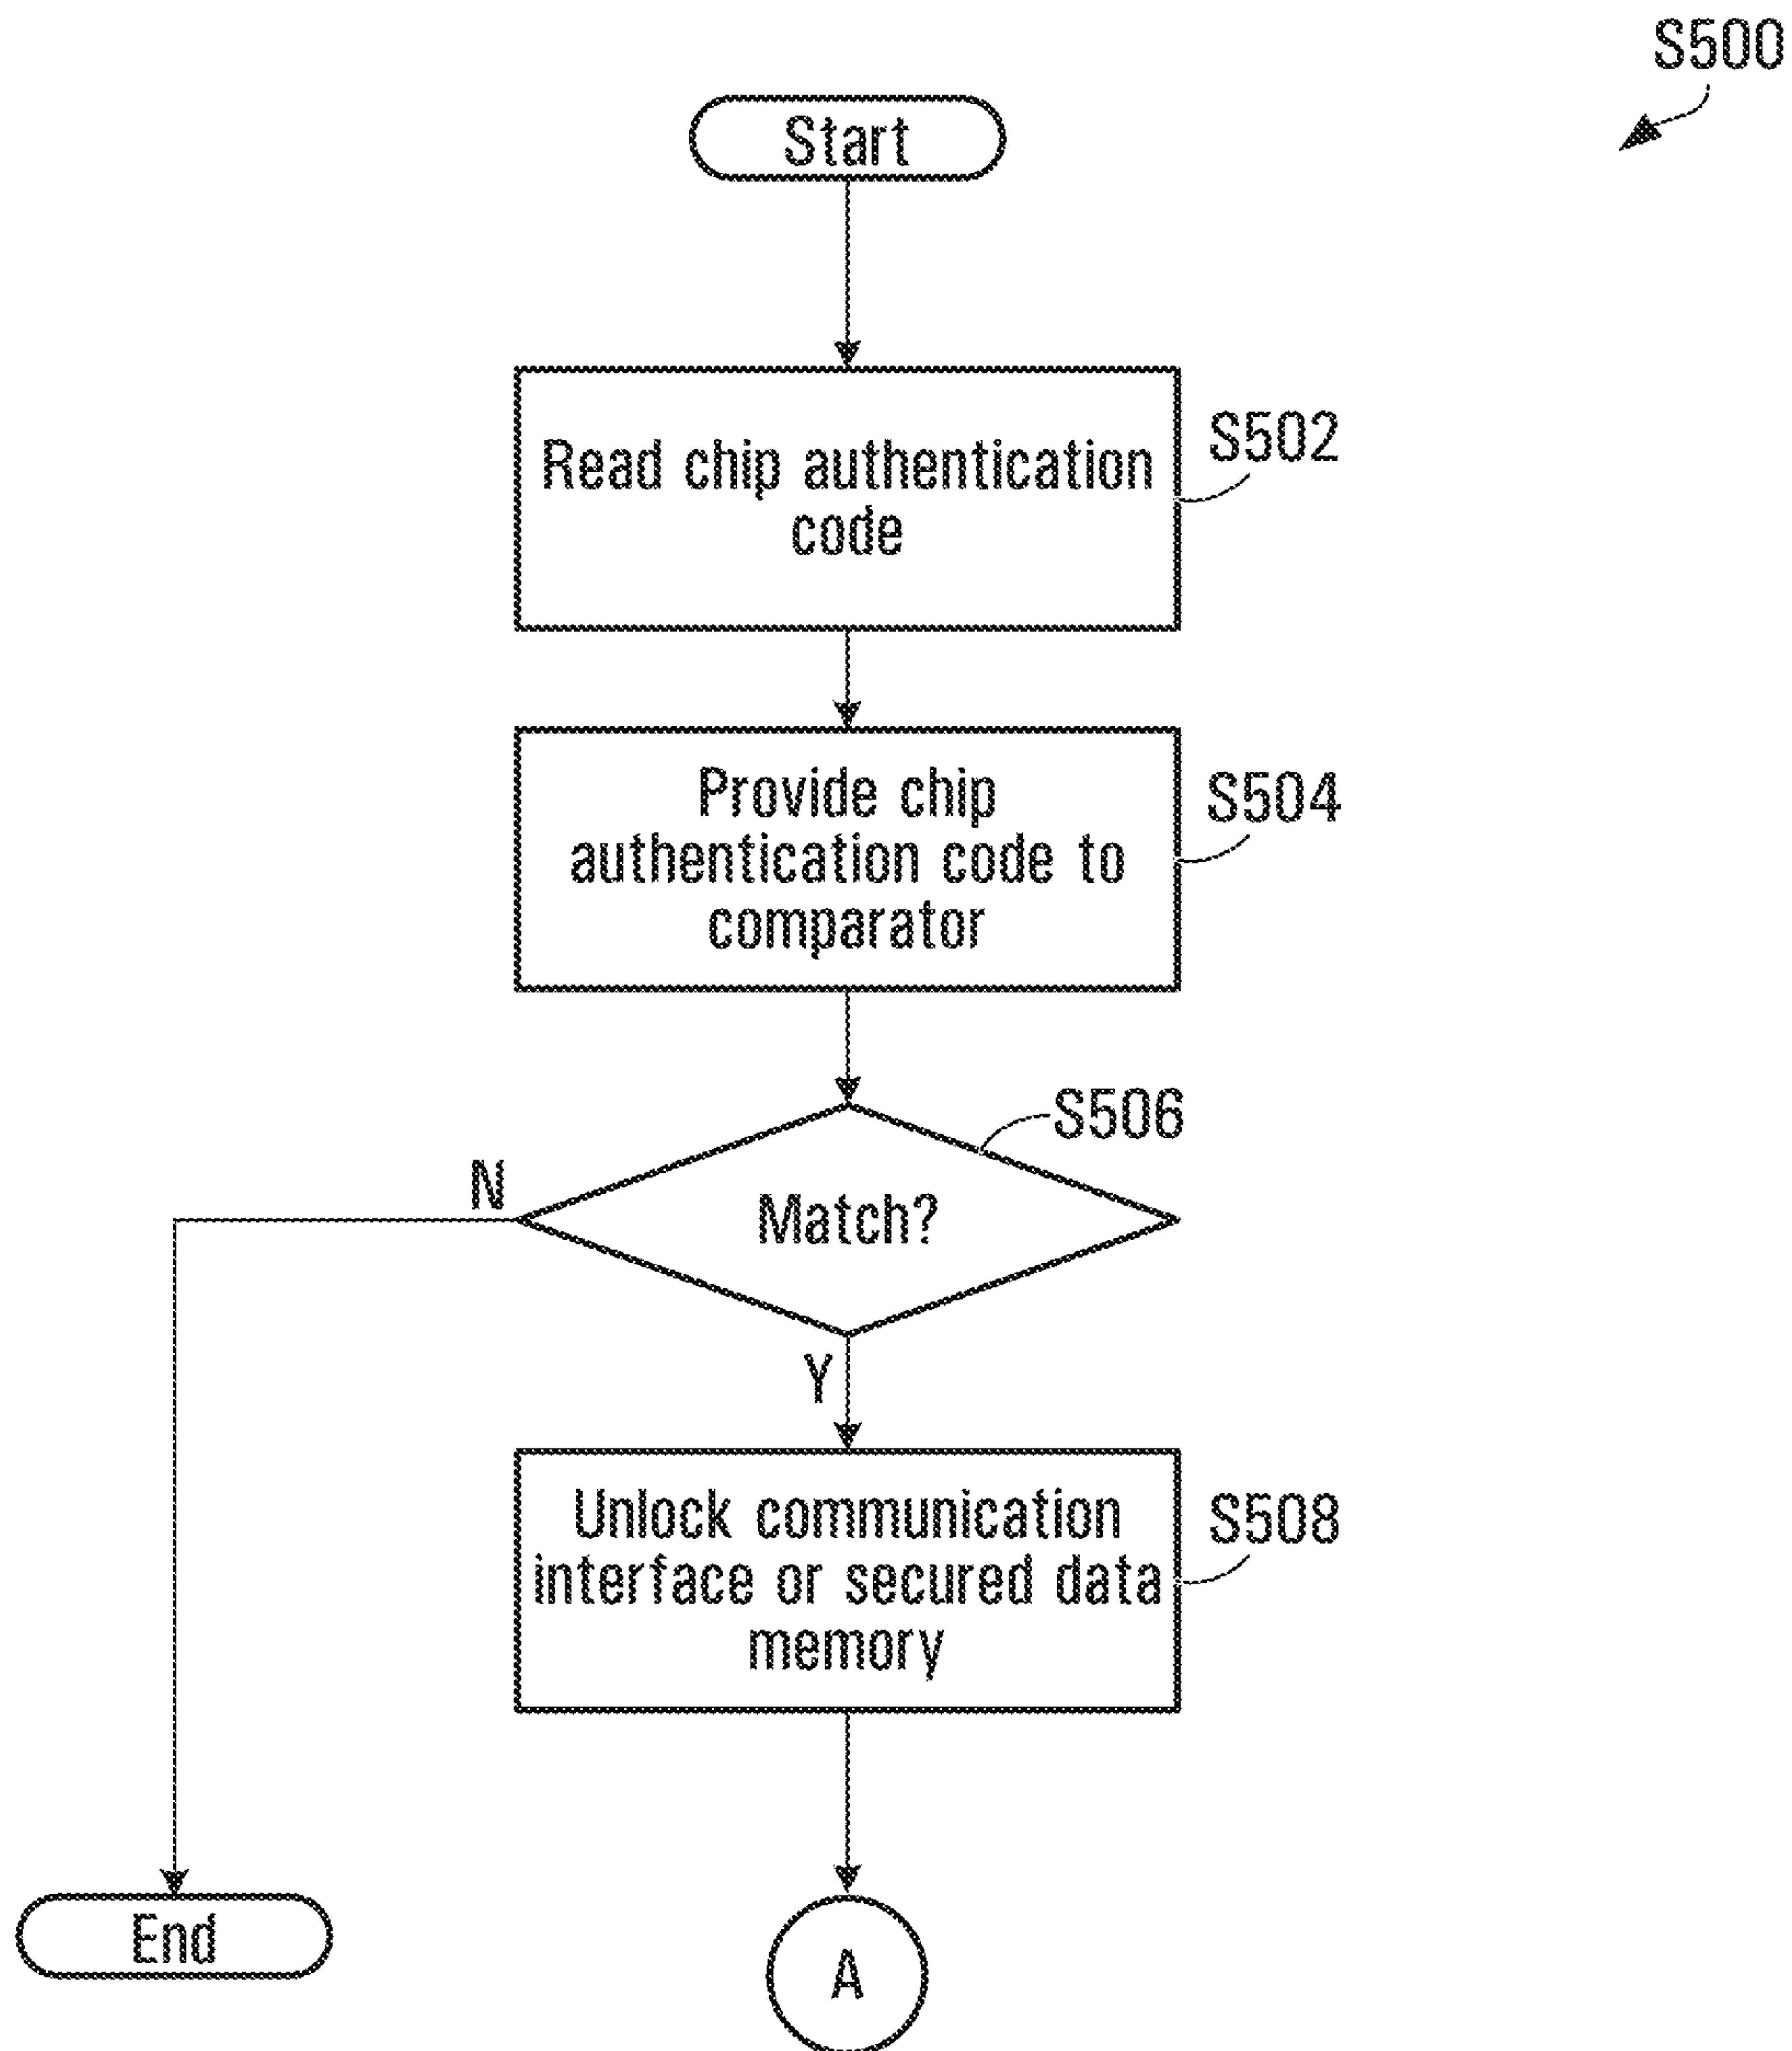 S500
Start
Read chip authentication
code
S502
Provide chip
authentication code to
comparator
S504
S506
N
Match?
Y
Unlock communication
interface or secured data
memory
S508
End
A